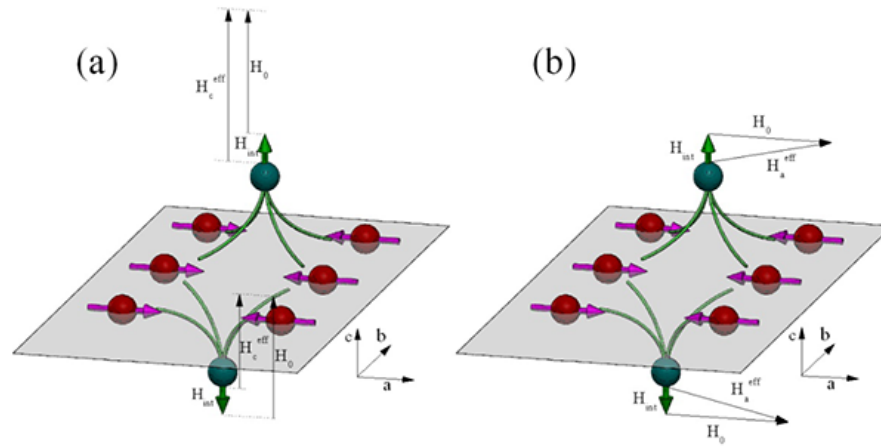 (a)
H_c^eff
H_0
H_int
H_c^eff
H_0
H_int
c
b
a
(b)
H_0
H_int
H_a^eff
H_a^eff
H_int
H_0
c
b
a